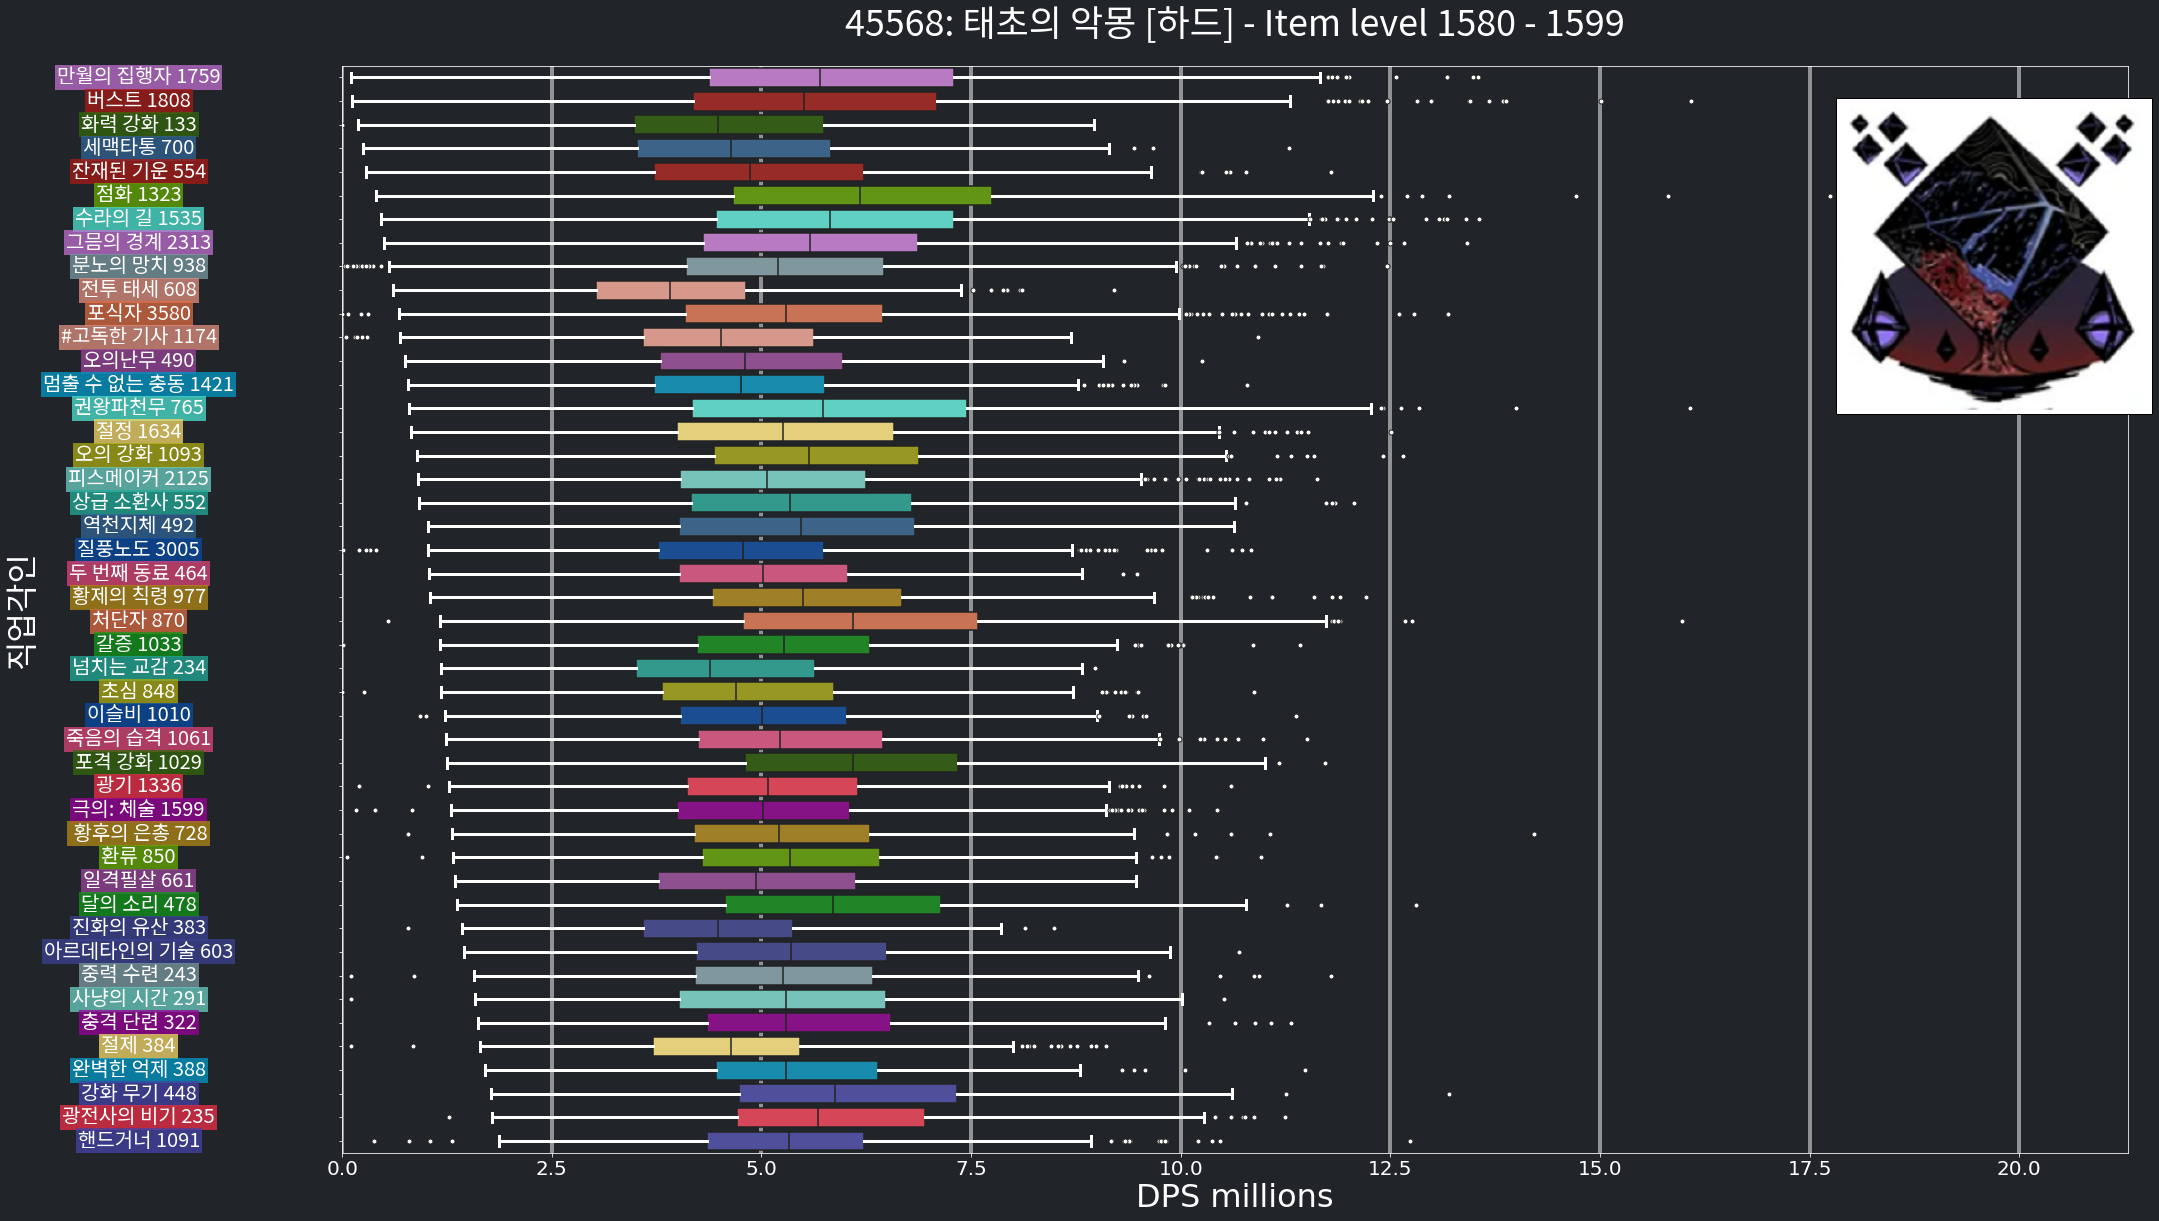 45568: 태초의 악몽 [하드] - Item level 1580 - 1599
만월의 집행자 1759
버스트 1808
화력 강화 133
세맥타통 700
잔재된 기운 554
점화 1323
수라의 길 1535
그믐의 경계 2313
분노의 망치 938
전투 태세 608
포식자 3580
#고독한 기사 1174
오의난무 490
멈출 수 없는 충동 1421
권왕파천무 765
절정 1634
오의 강화 1093
피스메이커 2125
상급 소환사 552
역천지체 492
질풍노도 3005
두 번째 동료 464
황제의 칙령 977
처단자 870
갈증 1033
넘치는 교감 234
초심 848
이슬비 1010
죽음의 습격 1061
포격 강화 1029
광기 1336
극의: 체술 1599
황후의 은총 728
환류 850
일격필살 661
달의 소리 478
진화의 유산 383
아르데타인의 기술 603
중력 수련 243
사냥의 시간 291
충격 단련 322
절제 384
완벽한 억제 388
강화 무기 448
광전사의 비기 235
핸드거너 1091
직업각인
0.0 2.5 5.0 7.5 10.0 12.5 15.0 17.5 20.0
DPS millions